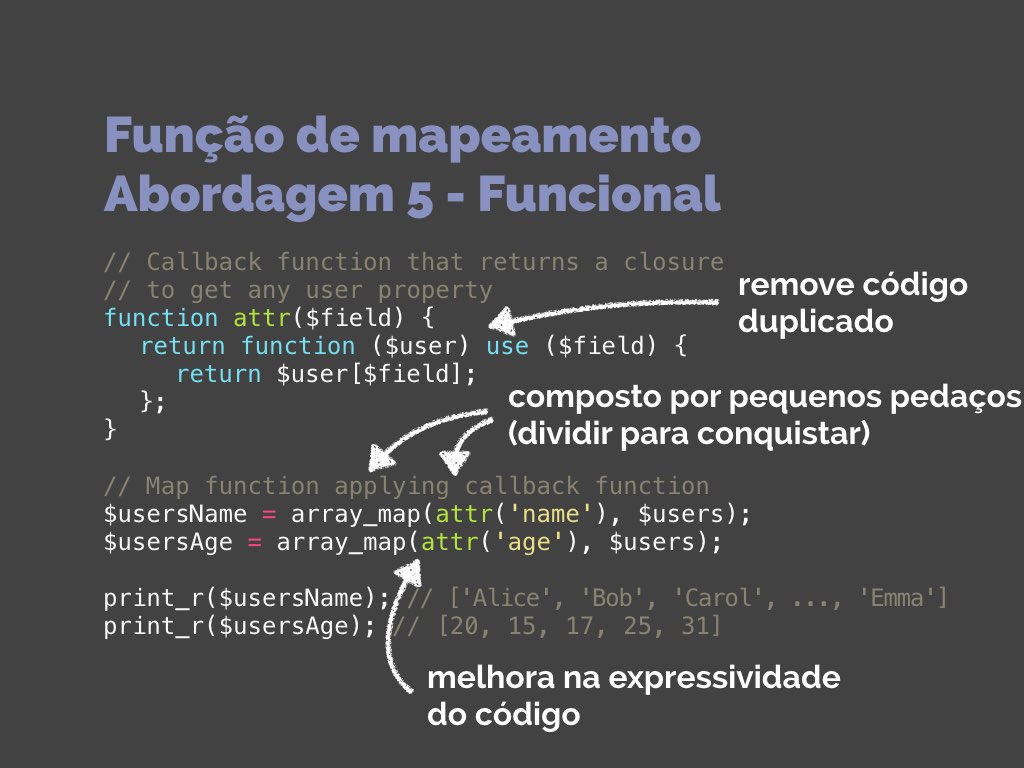 Função de mapeamento
Abordagem 5 - Funcional
// Callback function that returns a closure
// to get any user property
function attr($field) {
return function ($user) use ($field) {
return $user[$field];
};
}
remove código
duplicado
composto por pequenos pedaços
(dividir para conquistar)
// Map function applying callback function
$usersName = array_map(attr('name'), $users);
$usersAge = array_map(attr('age'), $users);
print_r($usersName); // ['Alice', 'Bob', 'Carol', ..., 'Emma']
print_r($usersAge); // [20, 15, 17, 25, 31]
melhora na expressividade
do código